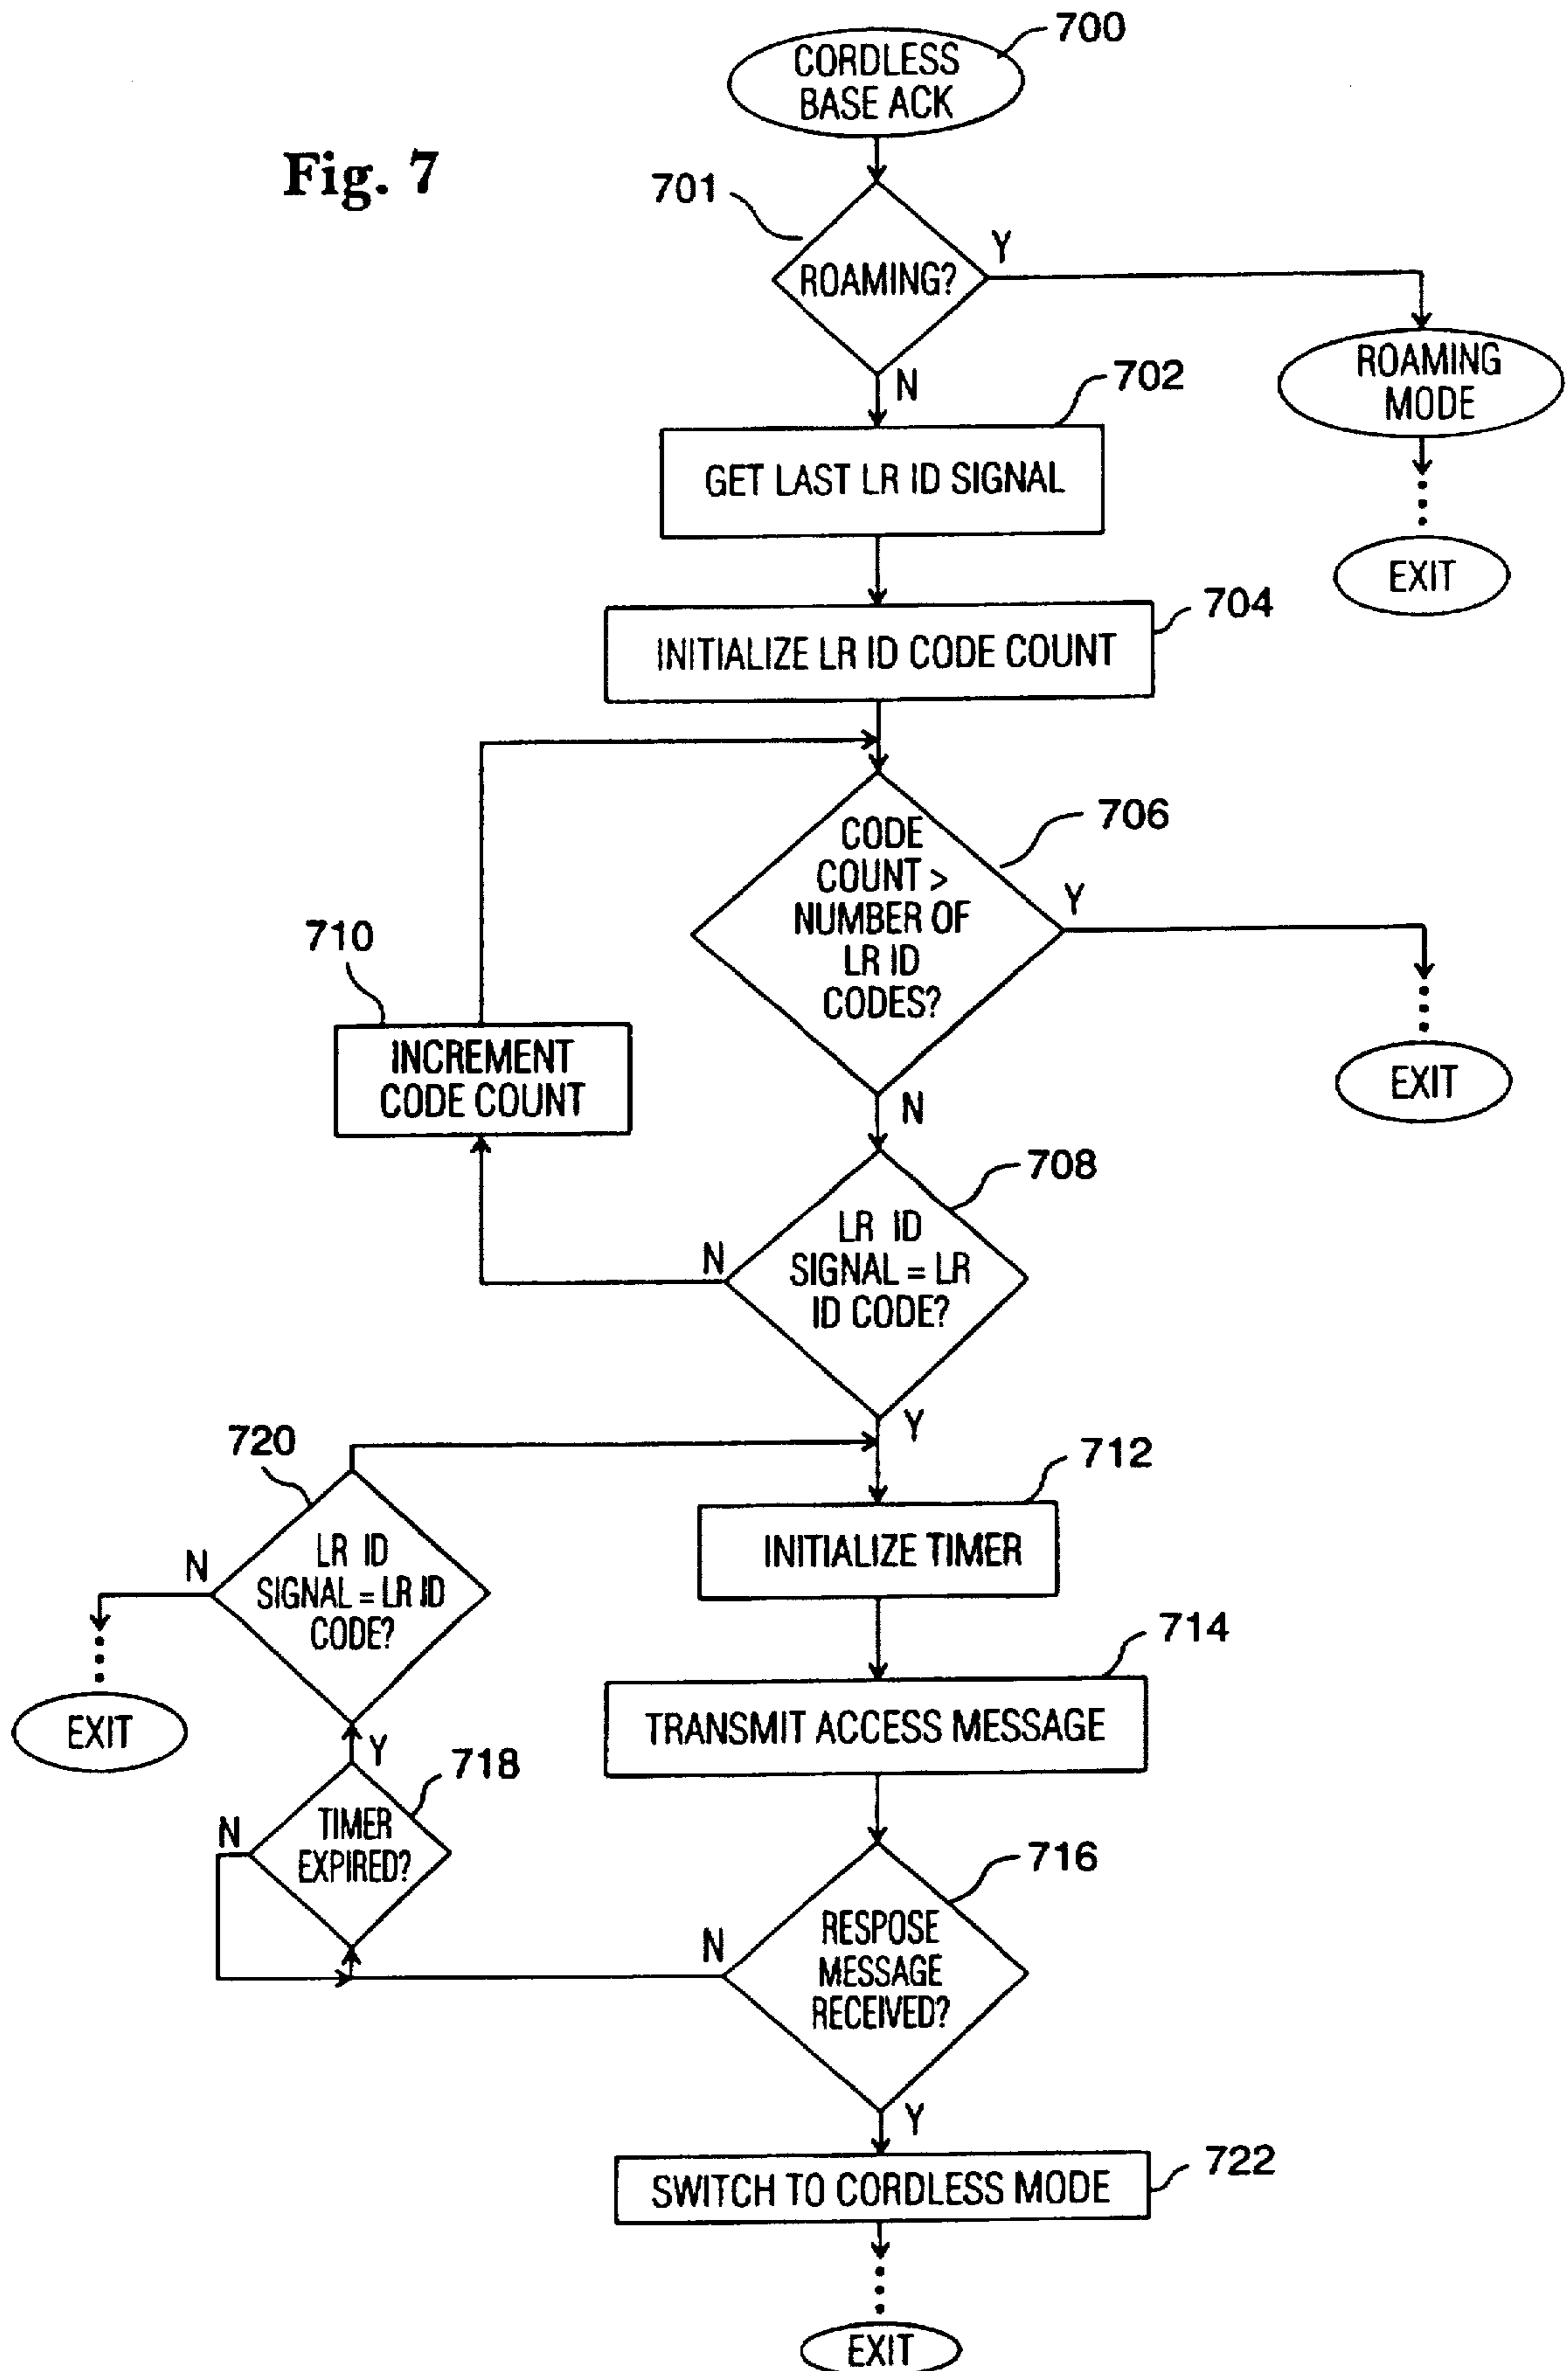 Fig. 7
CORDLESS
BASE ACK
700
701
ROAMING?
Y
N
ROAMING
MODE
EXIT
702
GET LAST LR ID SIGNAL
704
INITIALIZE LR ID CODE COUNT
706
CODE
COUNT >
NUMBER OF
LR ID
CODES?
Y
N
EXIT
710
INCREMENT
CODE COUNT
708
LR ID
SIGNAL = LR
ID CODE?
N
Y
720
LR ID
SIGNAL = LR ID
CODE?
N
EXIT
712
INITIALIZE TIMER
714
TRANSMIT ACCESS MESSAGE
718
TIMER
EXPIRED?
Y
N
716
RESPOSE
MESSAGE
RECEIVED?
N
Y
722
SWITCH TO CORDLESS MODE
EXIT